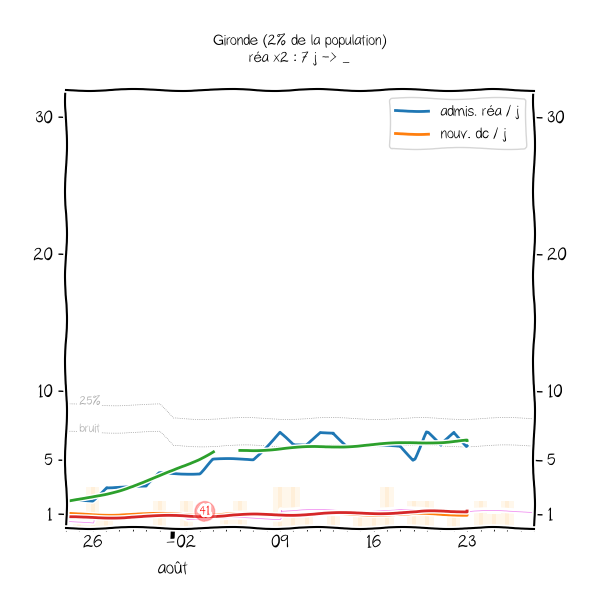 Gironde (2% de la population)
réa x2 : 7 j -> _
admis. réa / j
nouv. dc / j
30
30
20
20
10
10
25%
bruit
5
5
41
1
1
26
02
09
16
23
août